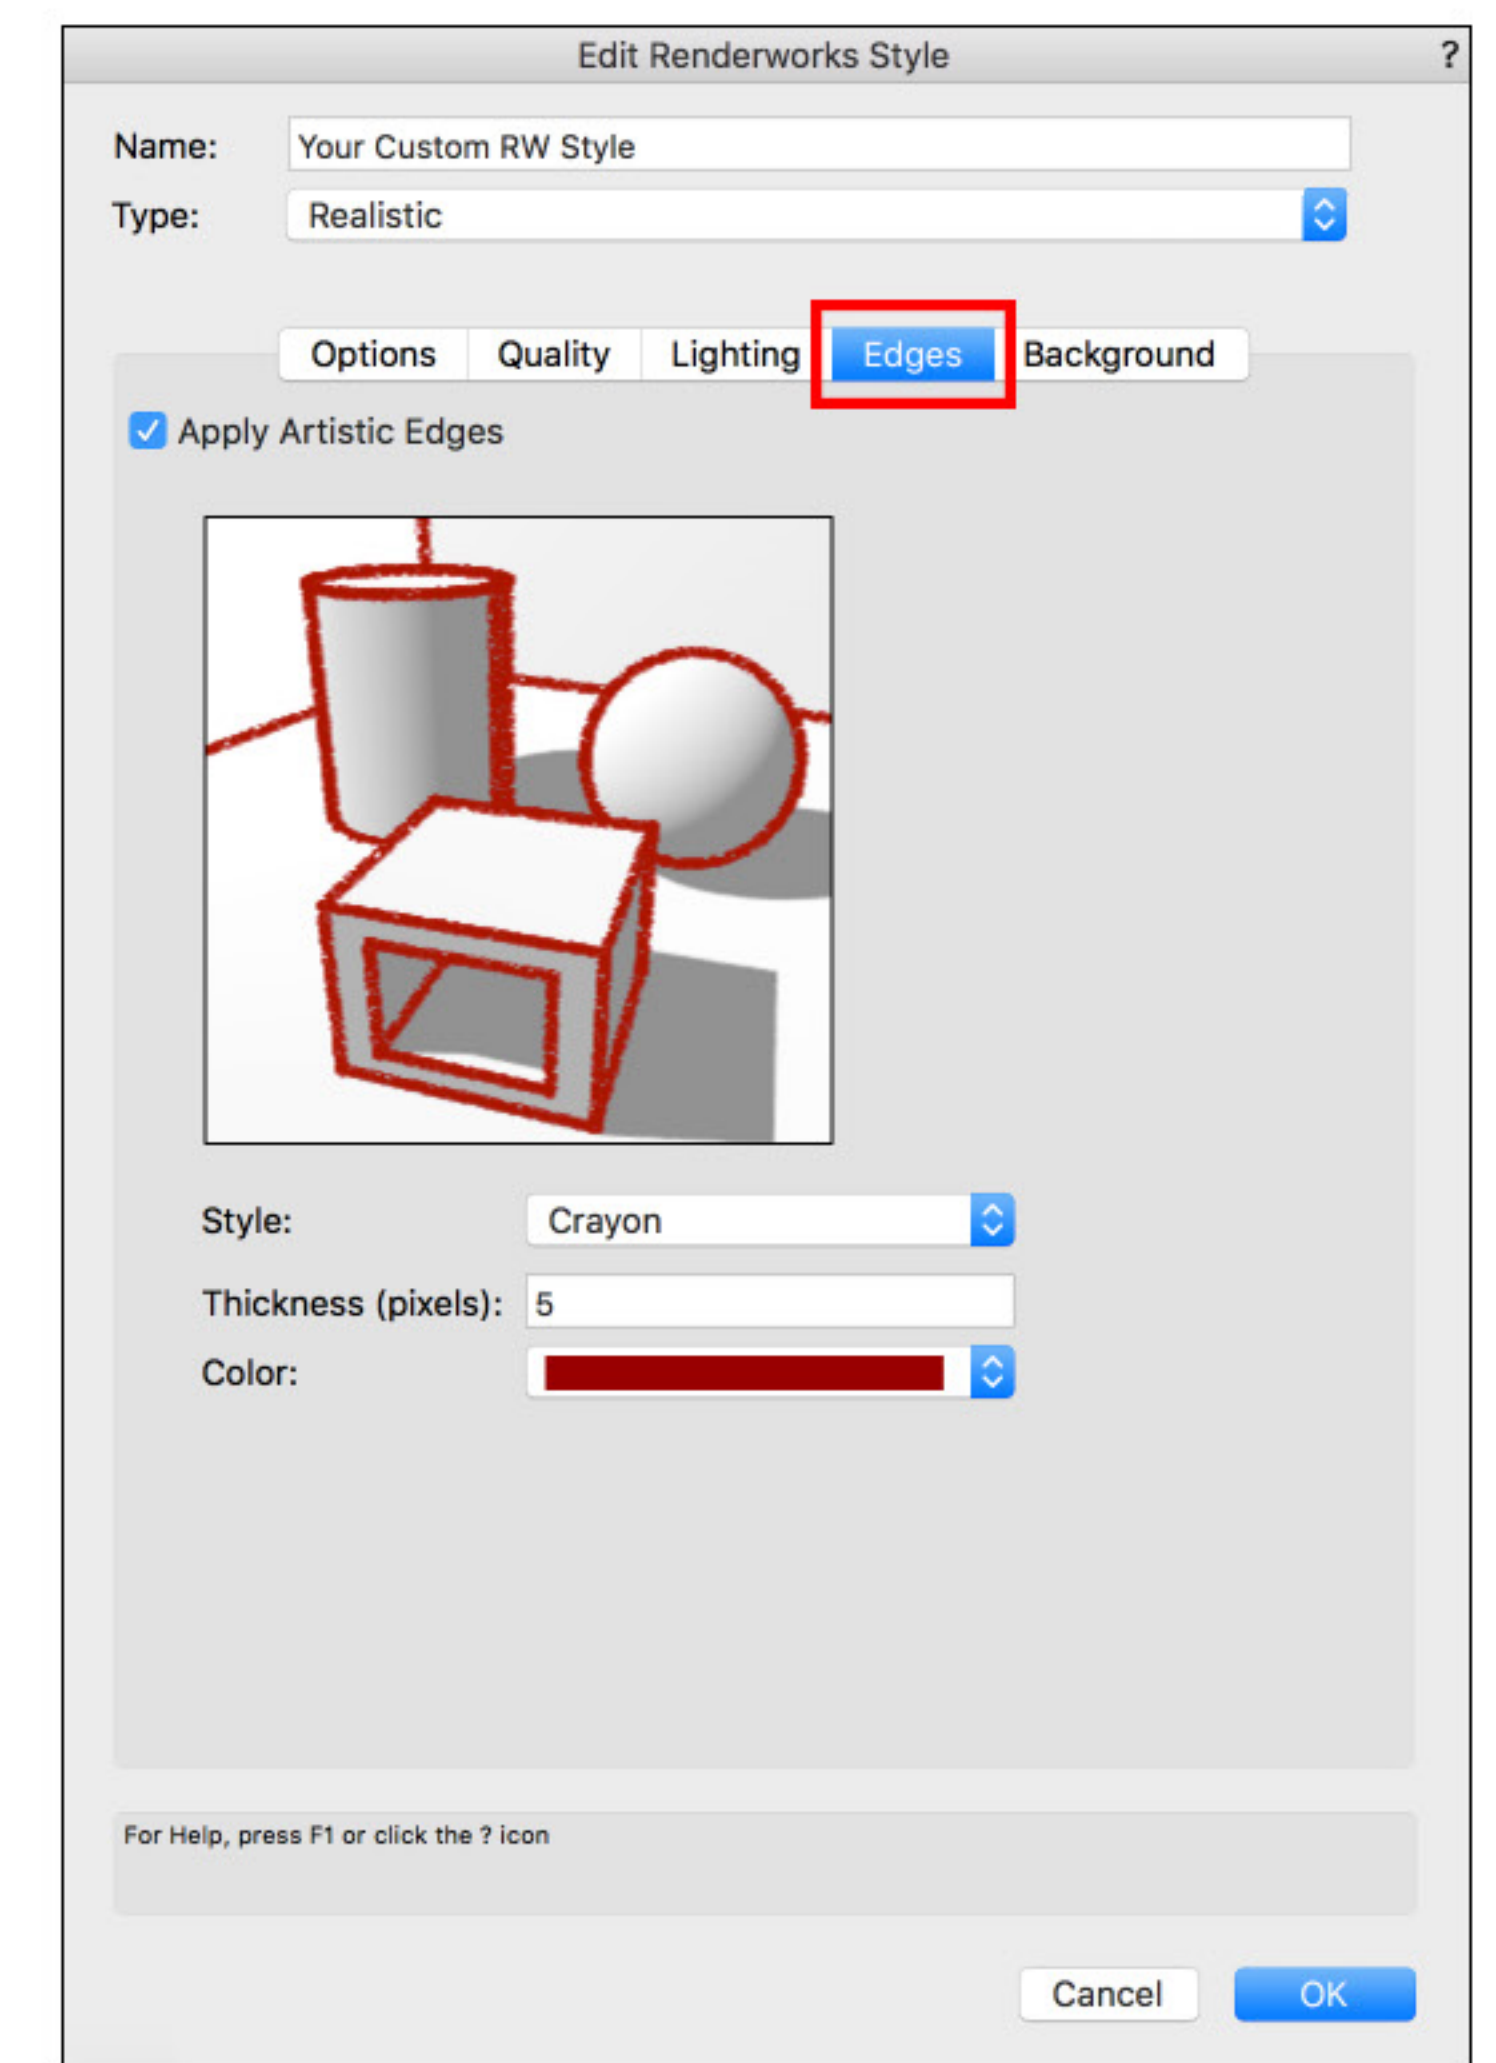 Edit Renderworks Style ?
Name: Your Custom RW Style
Type: Realistic
Options Quality Lighting Edges Background
Apply Artistic Edges
Style: Crayon
Thickness (pixels): 5
Color:
For Help, press F1 or click the ? icon
Cancel OK